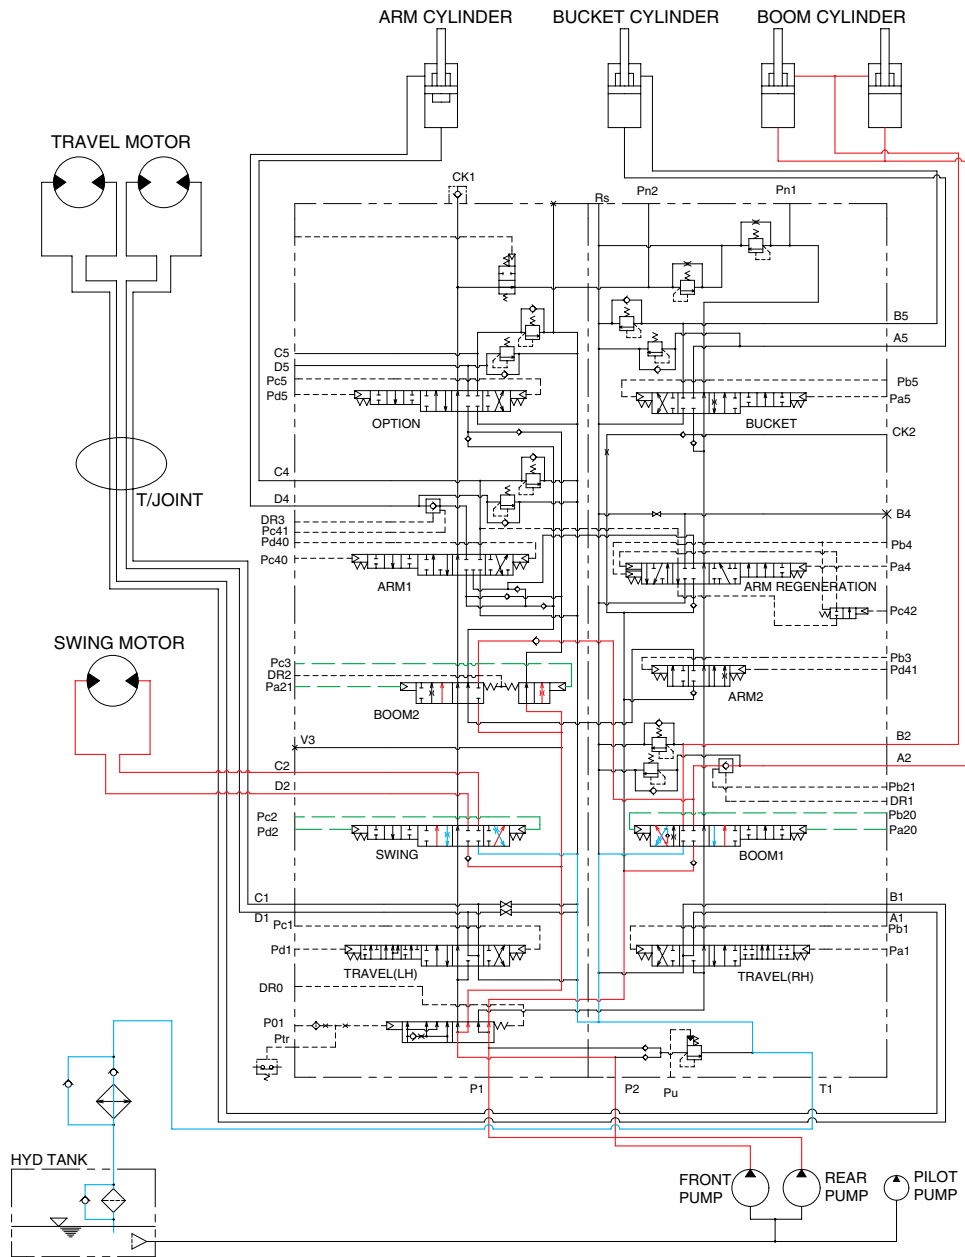 ARM CYLINDER
BUCKET CYLINDER
BOOM CYLINDER
TRAVEL MOTOR
CK1
Rs
Pn2
Pn1
B5
A5
C5
D5
Pc5
Pd5
OPTION
Pb5
Pa5
BUCKET
CK2
T/JOINT
C4
D4
DR3
Pc41
Pd40
Pc40
ARM1
B4
Pb4
Pa4
ARM REGENERATION
Pc42
SWING MOTOR
Pc3
DR2
Pa21
BOOM2
Pb3
Pd41
ARM2
V3
B2
A2
C2
D2
Pb21
DR1
Pb20
Pa20
Pc2
Pd2
SWING
BOOM1
C1
D1
Pc1
Pd1
TRAVEL(LH)
B1
A1
Pb1
Pa1
TRAVEL(RH)
DR0
P01
Ptr
P1
P2
Pu
T1
HYD TANK
FRONT
PUMP
REAR
PUMP
PILOT
PUMP